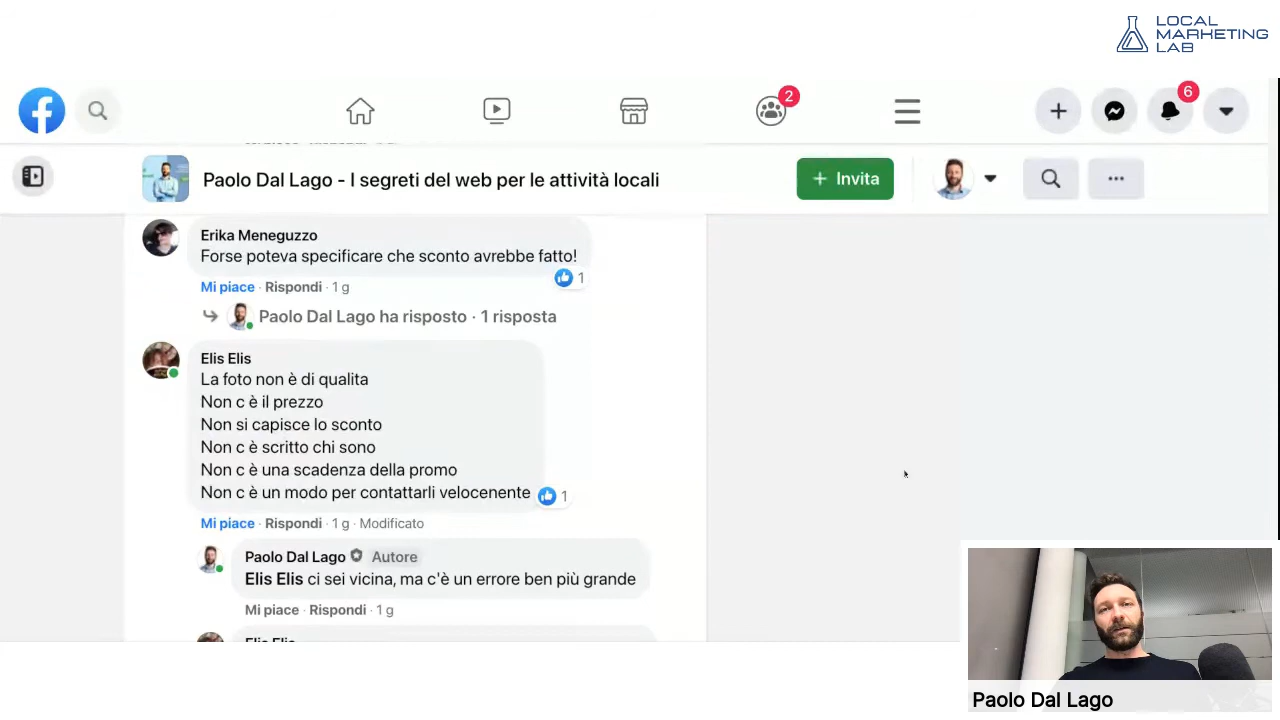 LOCAL
MARKETING
LAB
2
6
Paolo Dal Lago - I segreti del web per le attività locali
+ Invita
Erika Meneguzzo
Forse poteva specificare che sconto avrebbe fatto!
1
Mi piace · Rispondi · 1 g
Paolo Dal Lago ha risposto · 1 risposta
Elis Elis
La foto non è di qualita
Non c è il prezzo
Non si capisce lo sconto
Non c è scritto chi sono
Non c è una scadenza della promo
Non c è un modo per contattarli velocenente
1
Mi piace · Rispondi · 1 g · Modificato
Paolo Dal Lago Autore
Elis Elis ci sei vicina, ma c'è un errore ben più grande
Mi piace · Rispondi · 1 g
Elis Elis
Paolo Dal Lago